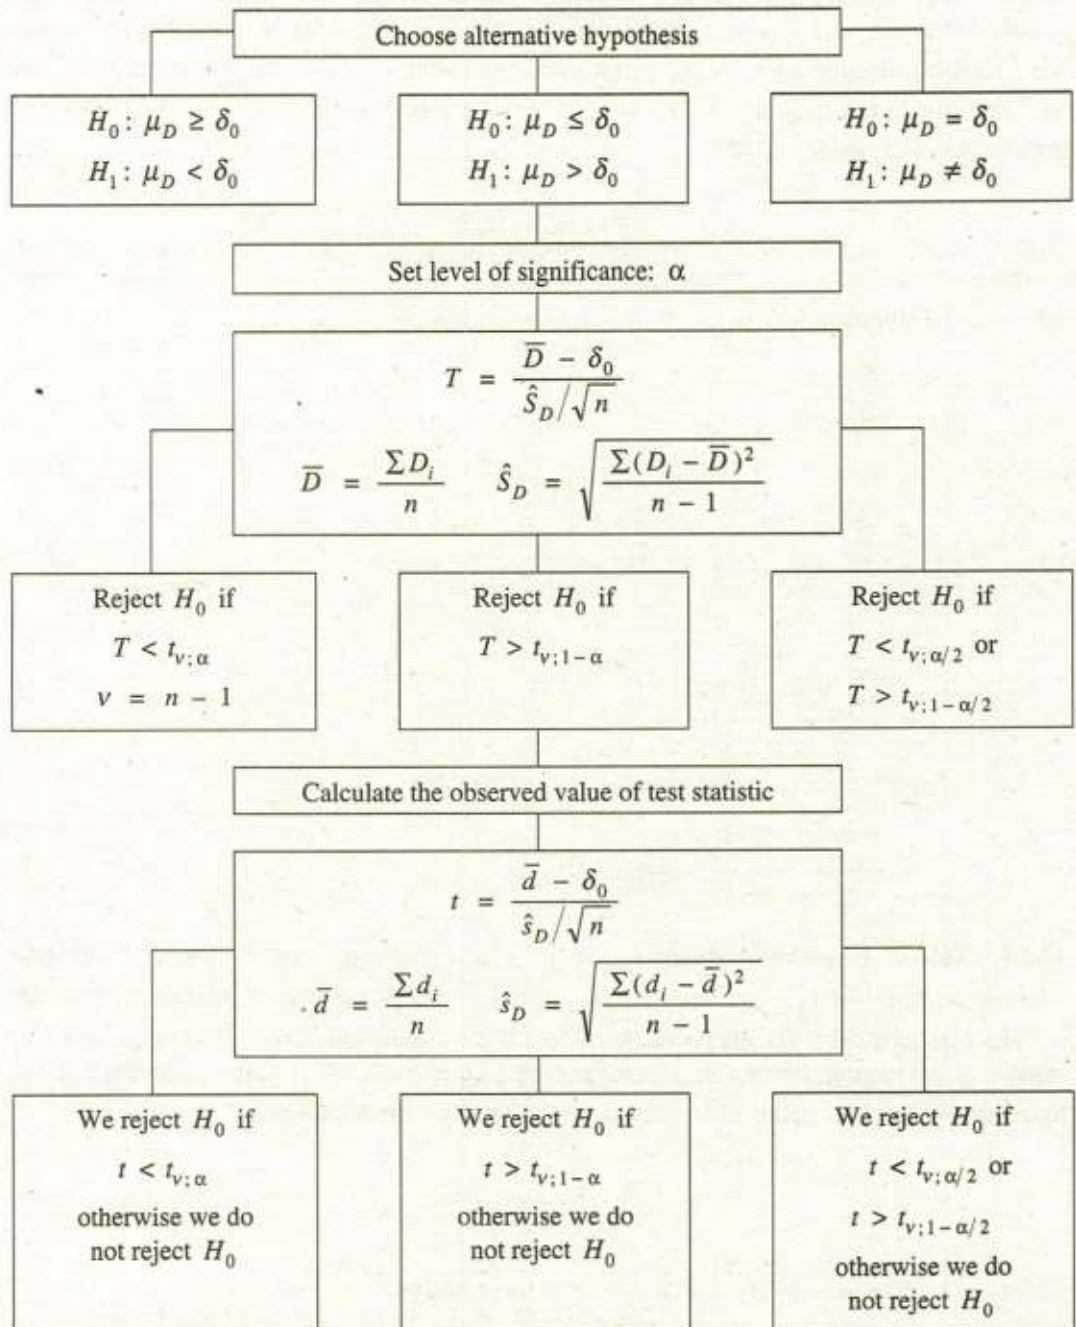 Choose alternative hypothesis
H₀: μ_D ≥ δ₀
H₁: μ_D < δ₀
H₀: μ_D ≤ δ₀
H₁: μ_D > δ₀
H₀: μ_D = δ₀
H₁: μ_D ≠ δ₀
Set level of significance: α
T = (D̄ − δ₀) / (Ŝ_D/√n)
D̄ = ΣD_i / n    Ŝ_D = √(Σ(D_i − D̄)² / (n − 1))
Reject H₀ if
T < t_{ν;α}
ν = n − 1
Reject H₀ if
T > t_{ν;1−α}
Reject H₀ if
T < t_{ν;α/2} or
T > t_{ν;1−α/2}
Calculate the observed value of test statistic
t = (d̄ − δ₀) / (ŝ_D/√n)
d̄ = Σd_i / n    ŝ_D = √(Σ(d_i − d̄)² / (n − 1))
We reject H₀ if
t < t_{ν;α}
otherwise we do
not reject H₀
We reject H₀ if
t > t_{ν;1−α}
otherwise we do
not reject H₀
We reject H₀ if
t < t_{ν;α/2} or
t > t_{ν;1−α/2}
otherwise we do
not reject H₀